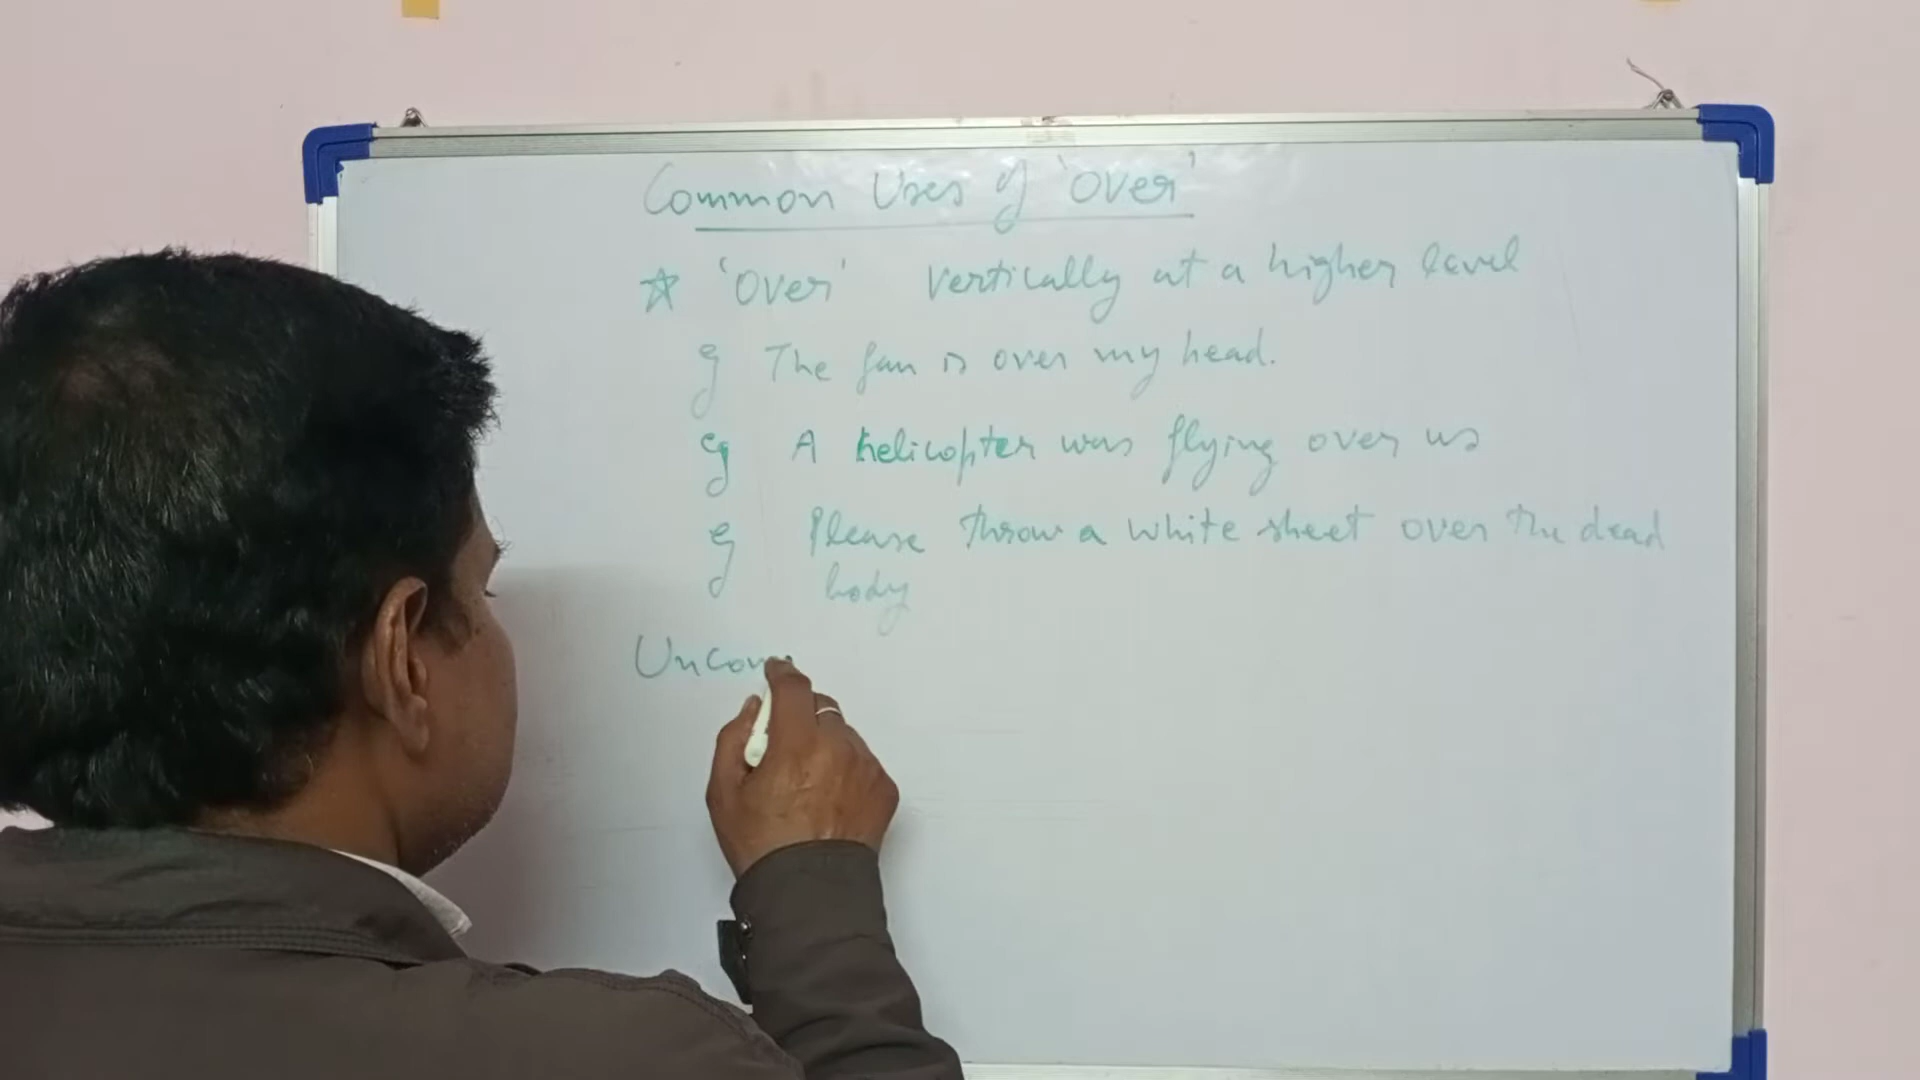 Common Uses of 'Over'
☆ 'Over' Vertically at a higher level
eg The fan is over my head.
eg A helicopter was flying over us
eg Please throw a white sheet over the dead
body
Uncom